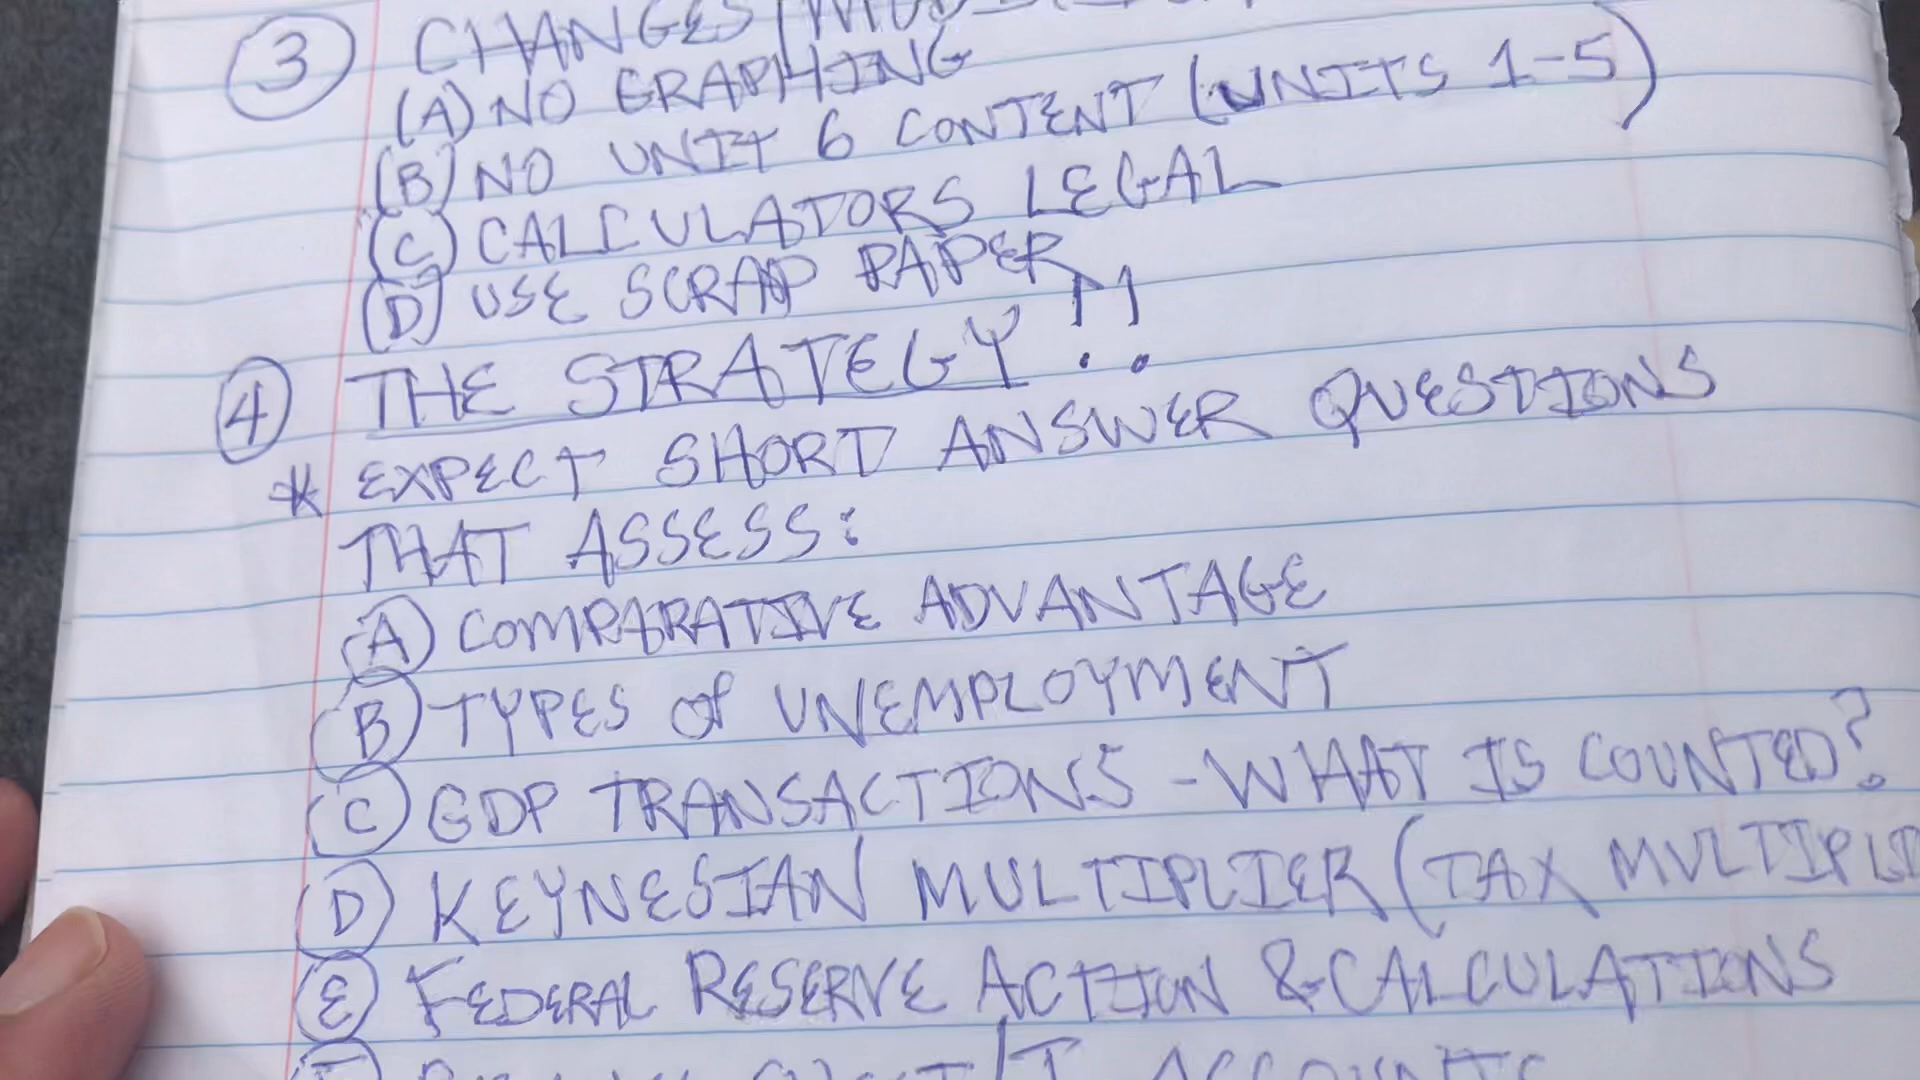 ③ CHANGES/
(A) NO GRAPHING
(B) NO UNIT 6 CONTENT (UNITS 1-5)
(C) CALCULATORS LEGAL
(D) USE SCRAP PAPER
④ THE STRATEGY!!
* EXPECT SHORT ANSWER QUESTIONS
THAT ASSESS:
Ⓐ COMPARATIVE ADVANTAGE
Ⓑ TYPES OF UNEMPLOYMENT
Ⓒ GDP TRANSACTIONS - WHAT IS COUNTED?
Ⓓ KEYNESIAN MULTIPLIER (TAX MULTIPLI
Ⓔ FEDERAL RESERVE ACTION & CALCULATIONS
/T ACCOUNTS